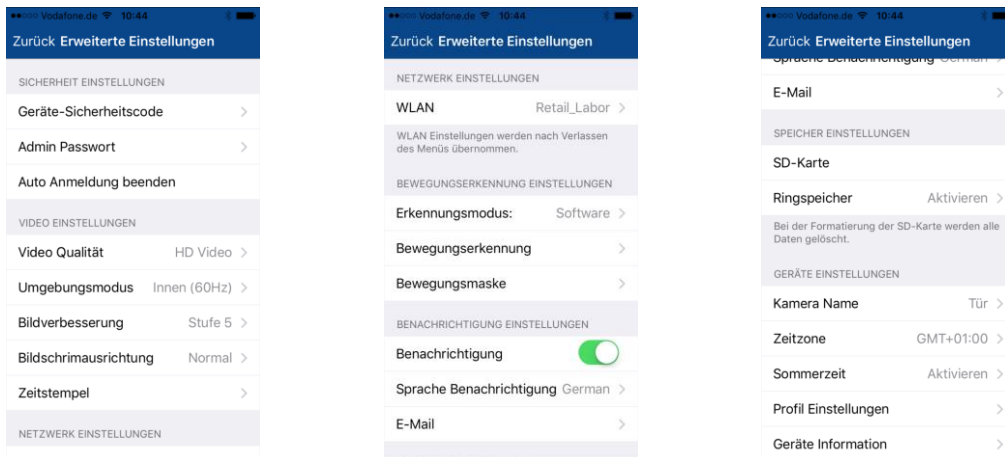 Vodafone.de 10:44
Zurück Erweiterte Einstellungen
SICHERHEIT EINSTELLUNGEN
Geräte-Sicherheitscode
Admin Passwort
Auto Anmeldung beenden
VIDEO EINSTELLUNGEN
Video Qualität HD Video
Umgebungsmodus Innen (60Hz)
Bildverbesserung Stufe 5
Bildschrimausrichtung Normal
Zeitstempel
NETZWERK EINSTELLUNGEN
Vodafone.de 10:44
Zurück Erweiterte Einstellungen
NETZWERK EINSTELLUNGEN
WLAN Retail_Labor
WLAN Einstellungen werden nach Verlassen
des Menüs übernommen.
BEWEGUNGSERKENNUNG EINSTELLUNGEN
Erkennungsmodus: Software
Bewegungserkennung
Bewegungsmaske
BENACHRICHTIGUNG EINSTELLUNGEN
Benachrichtigung
Sprache Benachrichtigung German
E-Mail
Vodafone.de 10:44
Zurück Erweiterte Einstellungen
Sprache Benachrichtigung German
E-Mail
SPEICHER EINSTELLUNGEN
SD-Karte
Ringspeicher Aktivieren
Bei der Formatierung der SD-Karte werden alle
Daten gelöscht.
GERÄTE EINSTELLUNGEN
Kamera Name Tür
Zeitzone GMT+01:00
Sommerzeit Aktivieren
Profil Einstellungen
Geräte Information